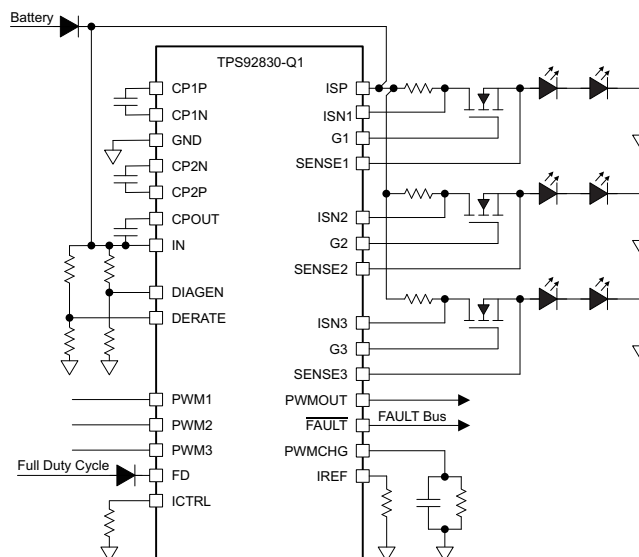 Battery
TPS92830-Q1
CP1P
CP1N
GND
CP2N
CP2P
CPOUT
IN
DIAGEN
DERATE
PWM1
PWM2
PWM3
Full Duty Cycle
FD
ICTRL
ISP
ISN1
G1
SENSE1
ISN2
G2
SENSE2
ISN3
G3
SENSE3
PWMOUT
FAULT
FAULT Bus
PWMCHG
IREF